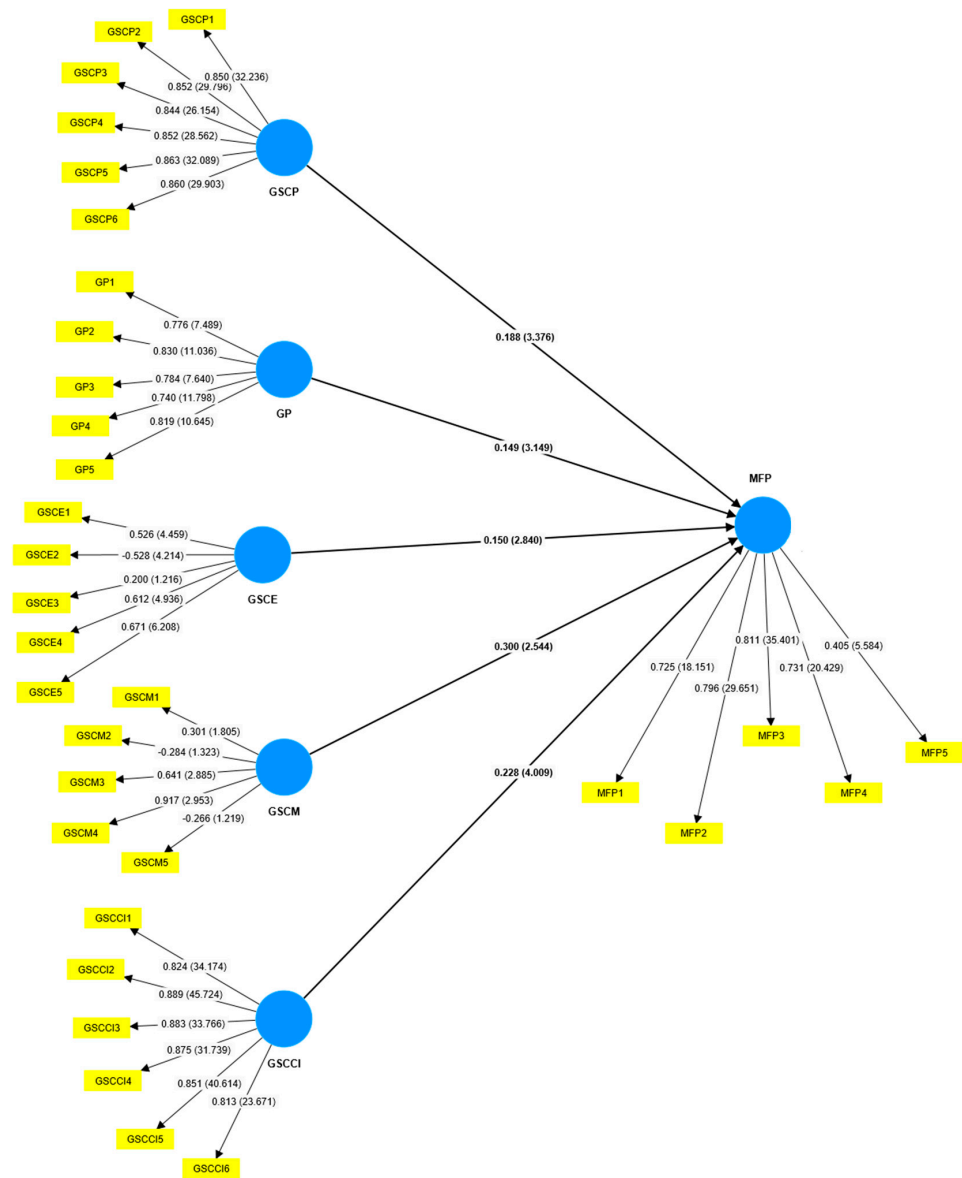 GSCP1
GSCP2
GSCP3
GSCP4
GSCP5
GSCP6
0.850 (32.236)
0.852 (29.796)
0.844 (26.154)
0.852 (28.562)
0.863 (32.089)
0.860 (29.903)
GSCP
0.188 (3.376)
GP1
GP2
GP3
GP4
GP5
0.776 (7.489)
0.830 (11.036)
0.784 (7.640)
0.740 (11.798)
0.819 (10.645)
GP
0.149 (3.149)
GSCE1
GSCE2
GSCE3
GSCE4
GSCE5
0.526 (4.459)
-0.528 (4.214)
0.200 (1.216)
0.612 (4.936)
0.671 (6.208)
GSCE
0.150 (2.840)
GSCM1
GSCM2
GSCM3
GSCM4
GSCM5
0.301 (1.805)
-0.284 (1.323)
0.641 (2.885)
0.917 (2.953)
-0.266 (1.219)
GSCM
0.300 (2.544)
GSCCI1
GSCCI2
GSCCI3
GSCCI4
GSCCI5
GSCCI6
0.824 (34.174)
0.889 (45.724)
0.883 (33.766)
0.875 (31.739)
0.851 (40.614)
0.813 (23.671)
GSCCI
0.228 (4.009)
MFP
0.725 (18.151)
0.796 (29.651)
0.811 (35.401)
0.731 (20.429)
0.405 (5.584)
MFP1
MFP2
MFP3
MFP4
MFP5